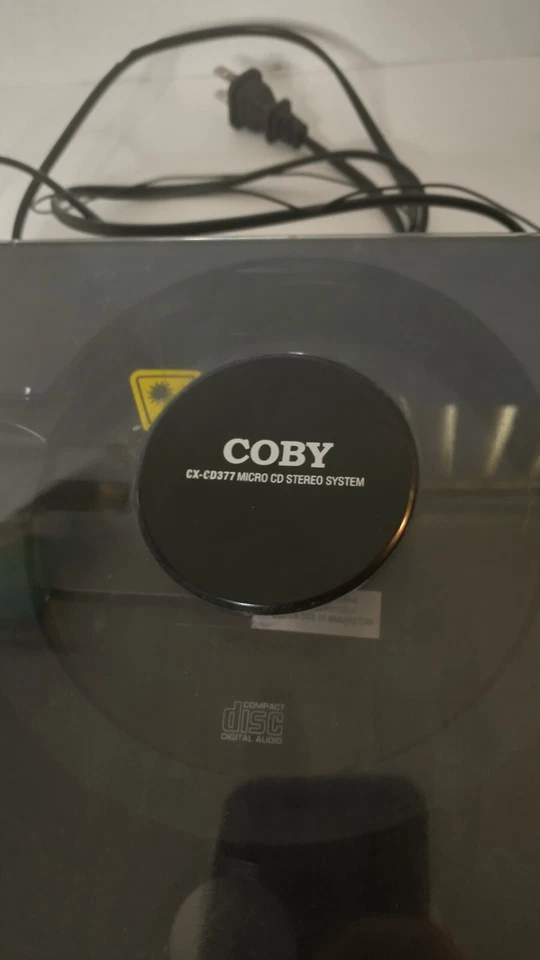 COBY
CX-CD377 MICRO CD STEREO SYSTEM
COMPACT
disc
DIGITAL AUDIO